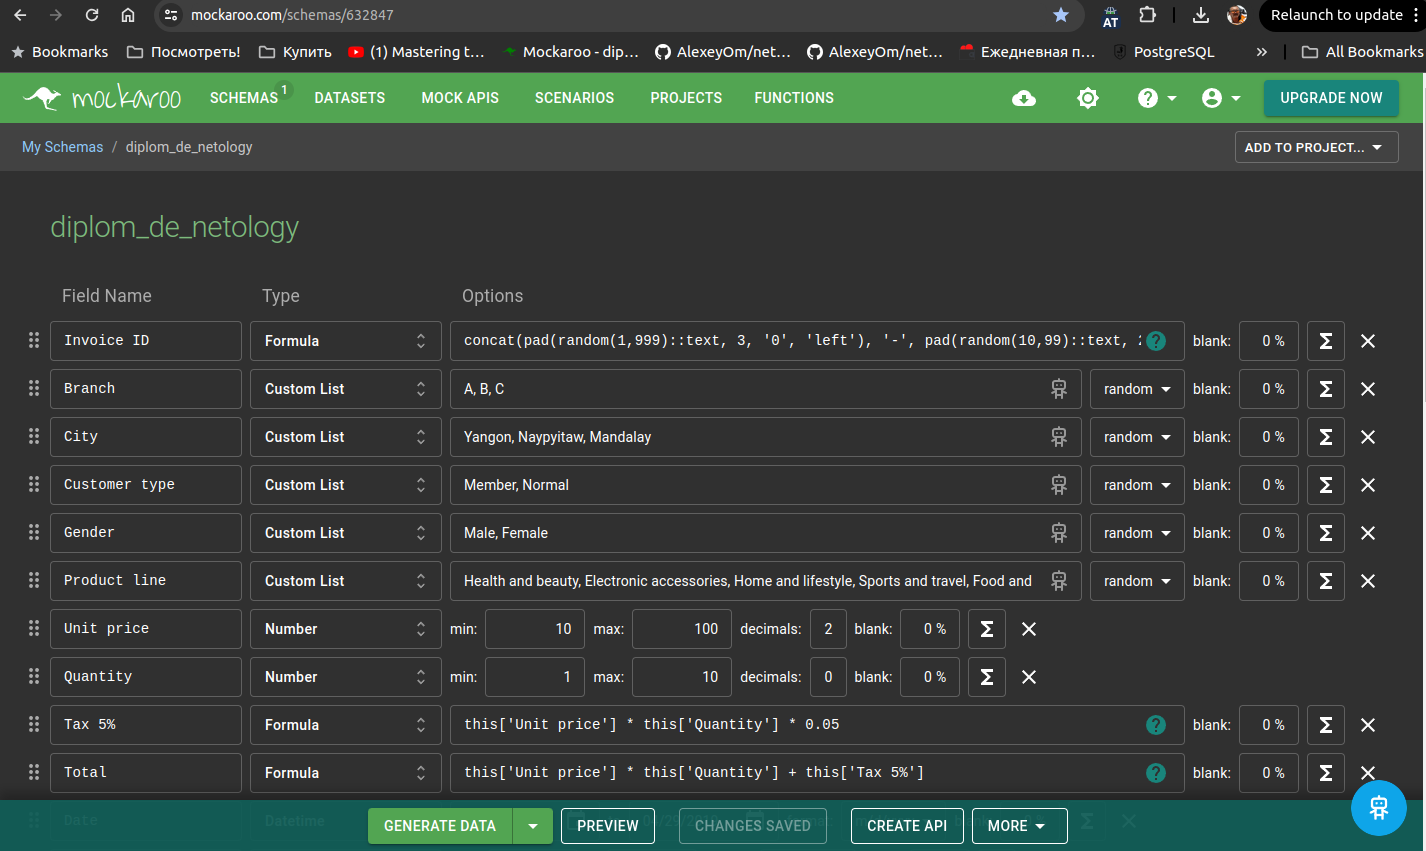 mockaroo.com/schemas/632847
AT
Relaunch to update
Bookmarks Посмотреть! Купить (1) Mastering t... Mockaroo - dip... AlexeyOm/net... AlexeyOm/net... Ежедневная п... PostgreSQL » All Bookmarks
mockaroo SCHEMAS 1 DATASETS MOCK APIS SCENARIOS PROJECTS FUNCTIONS ? UPGRADE NOW
My Schemas / diplom_de_netology ADD TO PROJECT...
diplom_de_netology
Field Name Type Options
Invoice ID Formula concat(pad(random(1,999)::text, 3, '0', 'left'), '-', pad(random(10,99)::text, ? blank: 0 % Σ
Branch Custom List A, B, C random blank: 0 % Σ
City Custom List Yangon, Naypyitaw, Mandalay random blank: 0 % Σ
Customer type Custom List Member, Normal random blank: 0 % Σ
Gender Custom List Male, Female random blank: 0 % Σ
Product line Custom List Health and beauty, Electronic accessories, Home and lifestyle, Sports and travel, Food and random blank: 0 % Σ
Unit price Number min: 10 max: 100 decimals: 2 blank: 0 % Σ
Quantity Number min: 1 max: 10 decimals: 0 blank: 0 % Σ
Tax 5% Formula this['Unit price'] * this['Quantity'] * 0.05 ? blank: 0 % Σ
Total Formula this['Unit price'] * this['Quantity'] + this['Tax 5%'] ? blank: 0 % Σ
Date Datetime
GENERATE DATA PREVIEW CHANGES SAVED CREATE API MORE